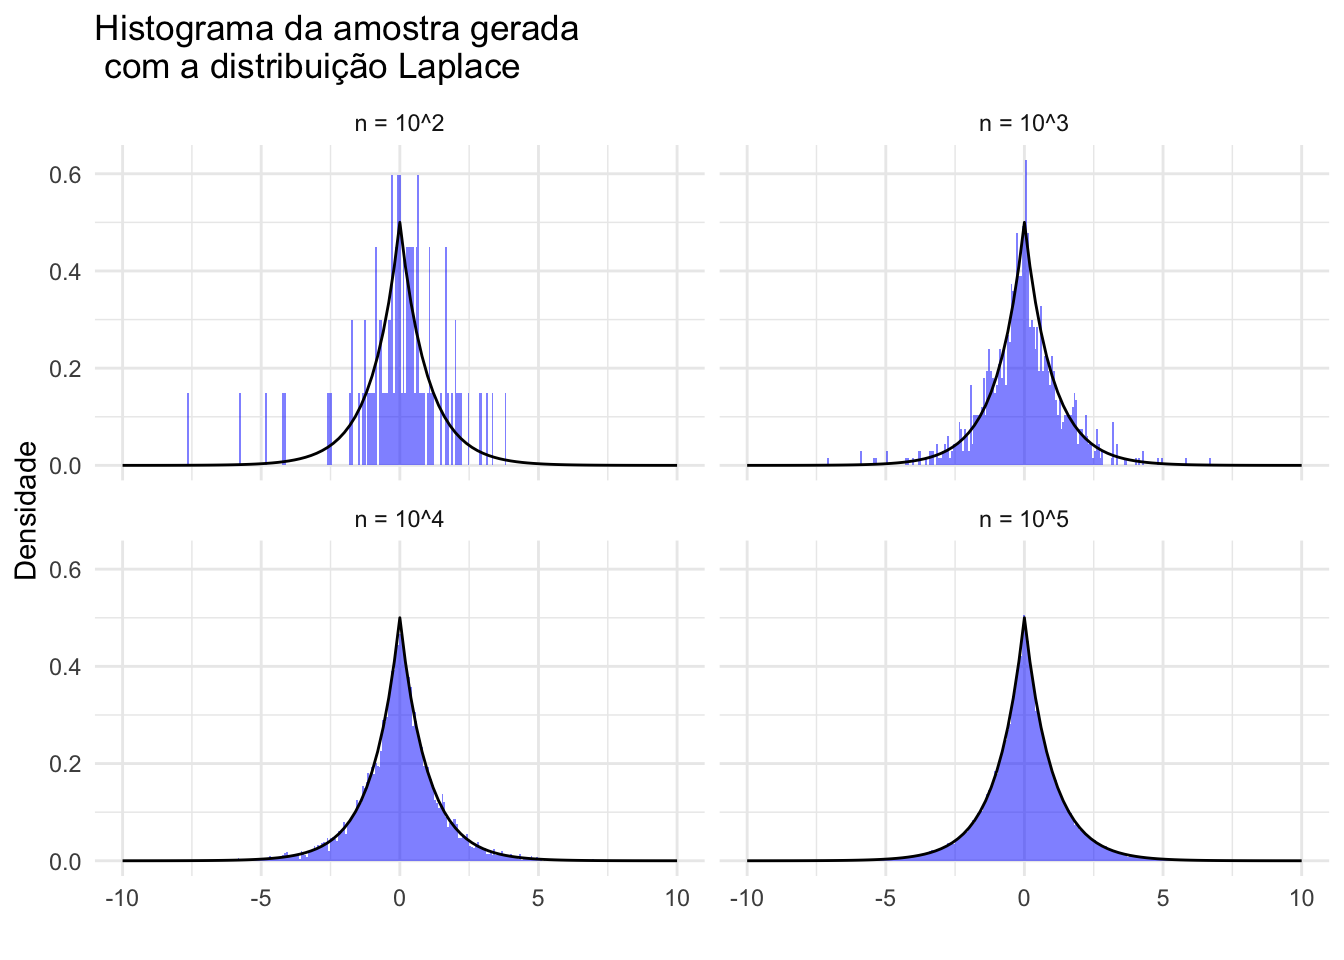 Histograma da amostra gerada
com a distribuição Laplace
n = 10^2
n = 10^3
0.6
0.4
0.2
0.0
Densidade
n = 10^4
n = 10^5
0.6
0.4
0.2
0.0
-10 -5 0 5 10
-10 -5 0 5 10